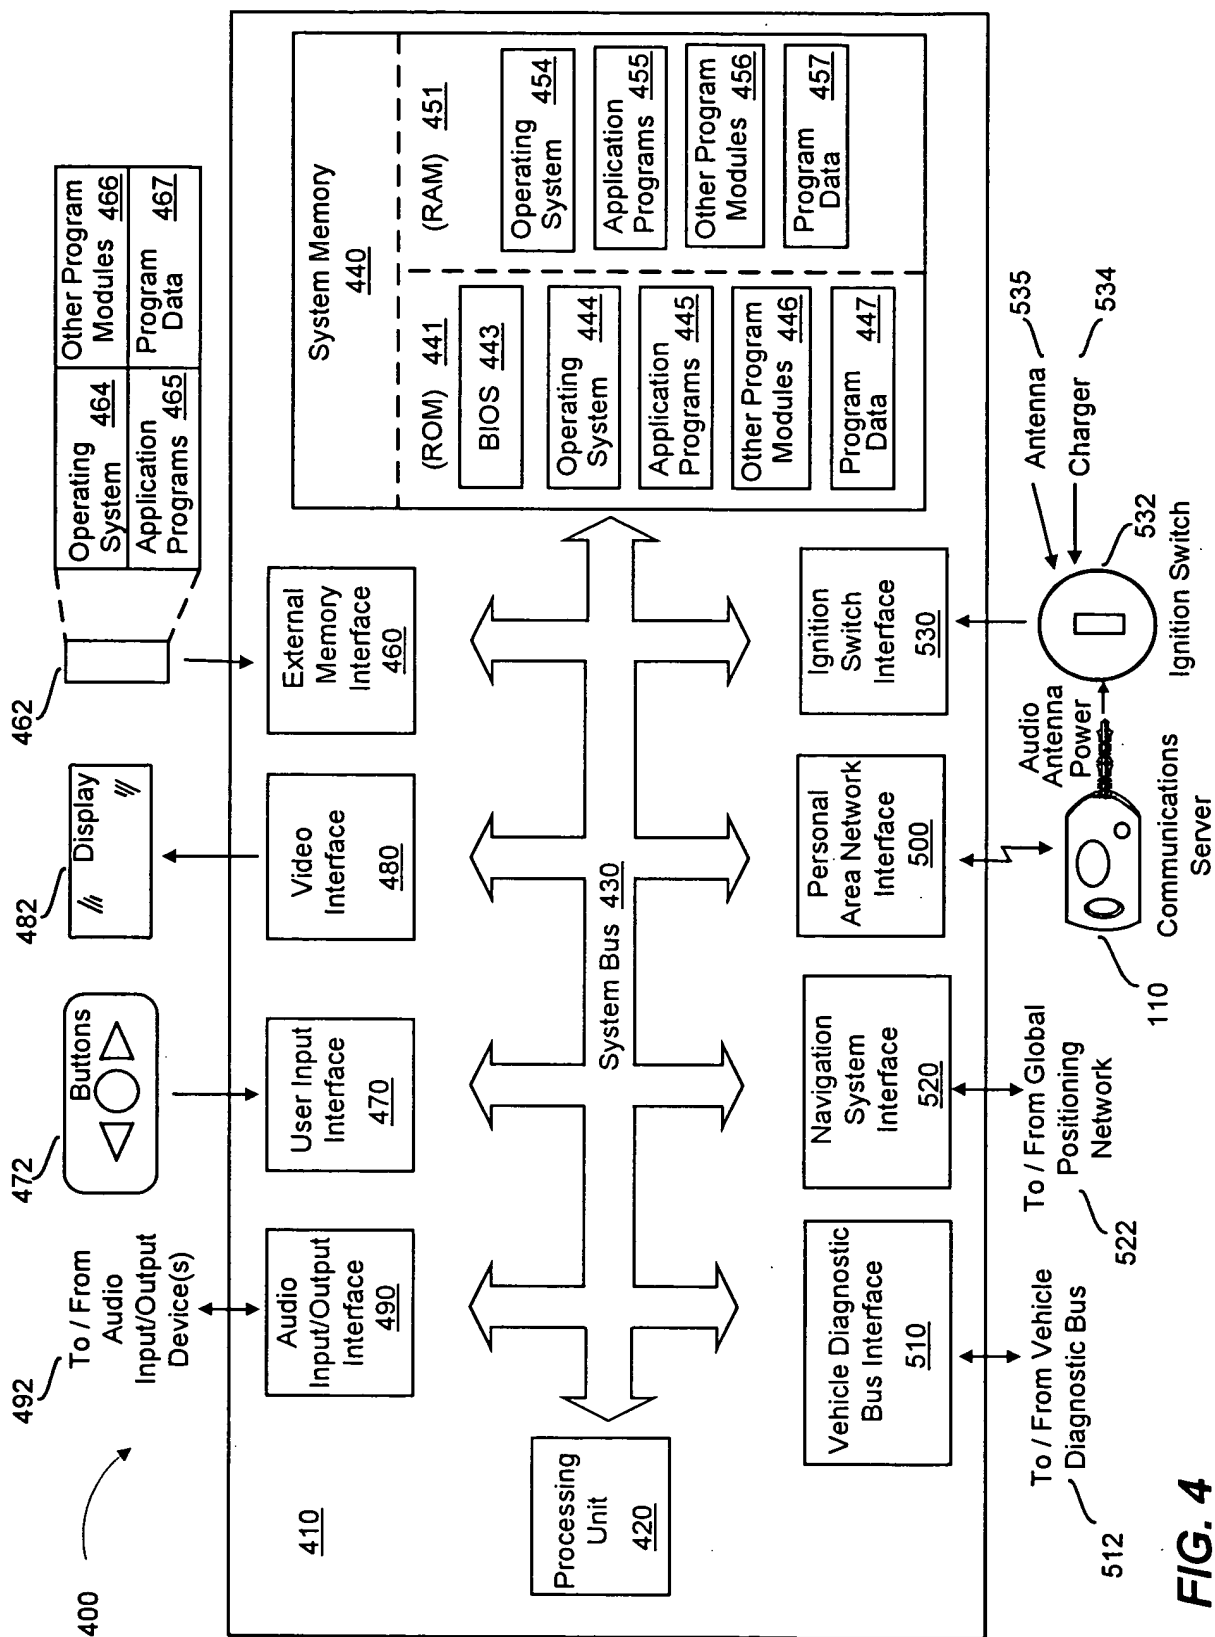 400
492
To / From
Audio
Input/Output
Device(s)
472
Buttons
482
Display
462
Operating
System 464
Other Program
Modules 466
Application
Programs 465
Program
Data 467
410
Audio
Input/Output
Interface
490
User Input
Interface
470
Video
Interface
480
External
Memory
Interface
460
System Memory
440
(ROM) 441
(RAM) 451
BIOS 443
Operating
System 444
Application
Programs 445
Other Program
Modules 446
Program
Data 447
Operating
System 454
Application
Programs 455
Other Program
Modules 456
Program
Data 457
Processing
Unit
420
System Bus 430
Vehicle Diagnostic
Bus Interface
510
Navigation
System
Interface
520
Personal
Area Network
Interface
500
Ignition
Switch
Interface
530
To / From Vehicle
Diagnostic Bus
512
To / From Global
Positioning
Network
522
110
Communications
Server
Audio
Antenna
Power
Antenna
535
Charger
534
532
Ignition Switch
FIG. 4